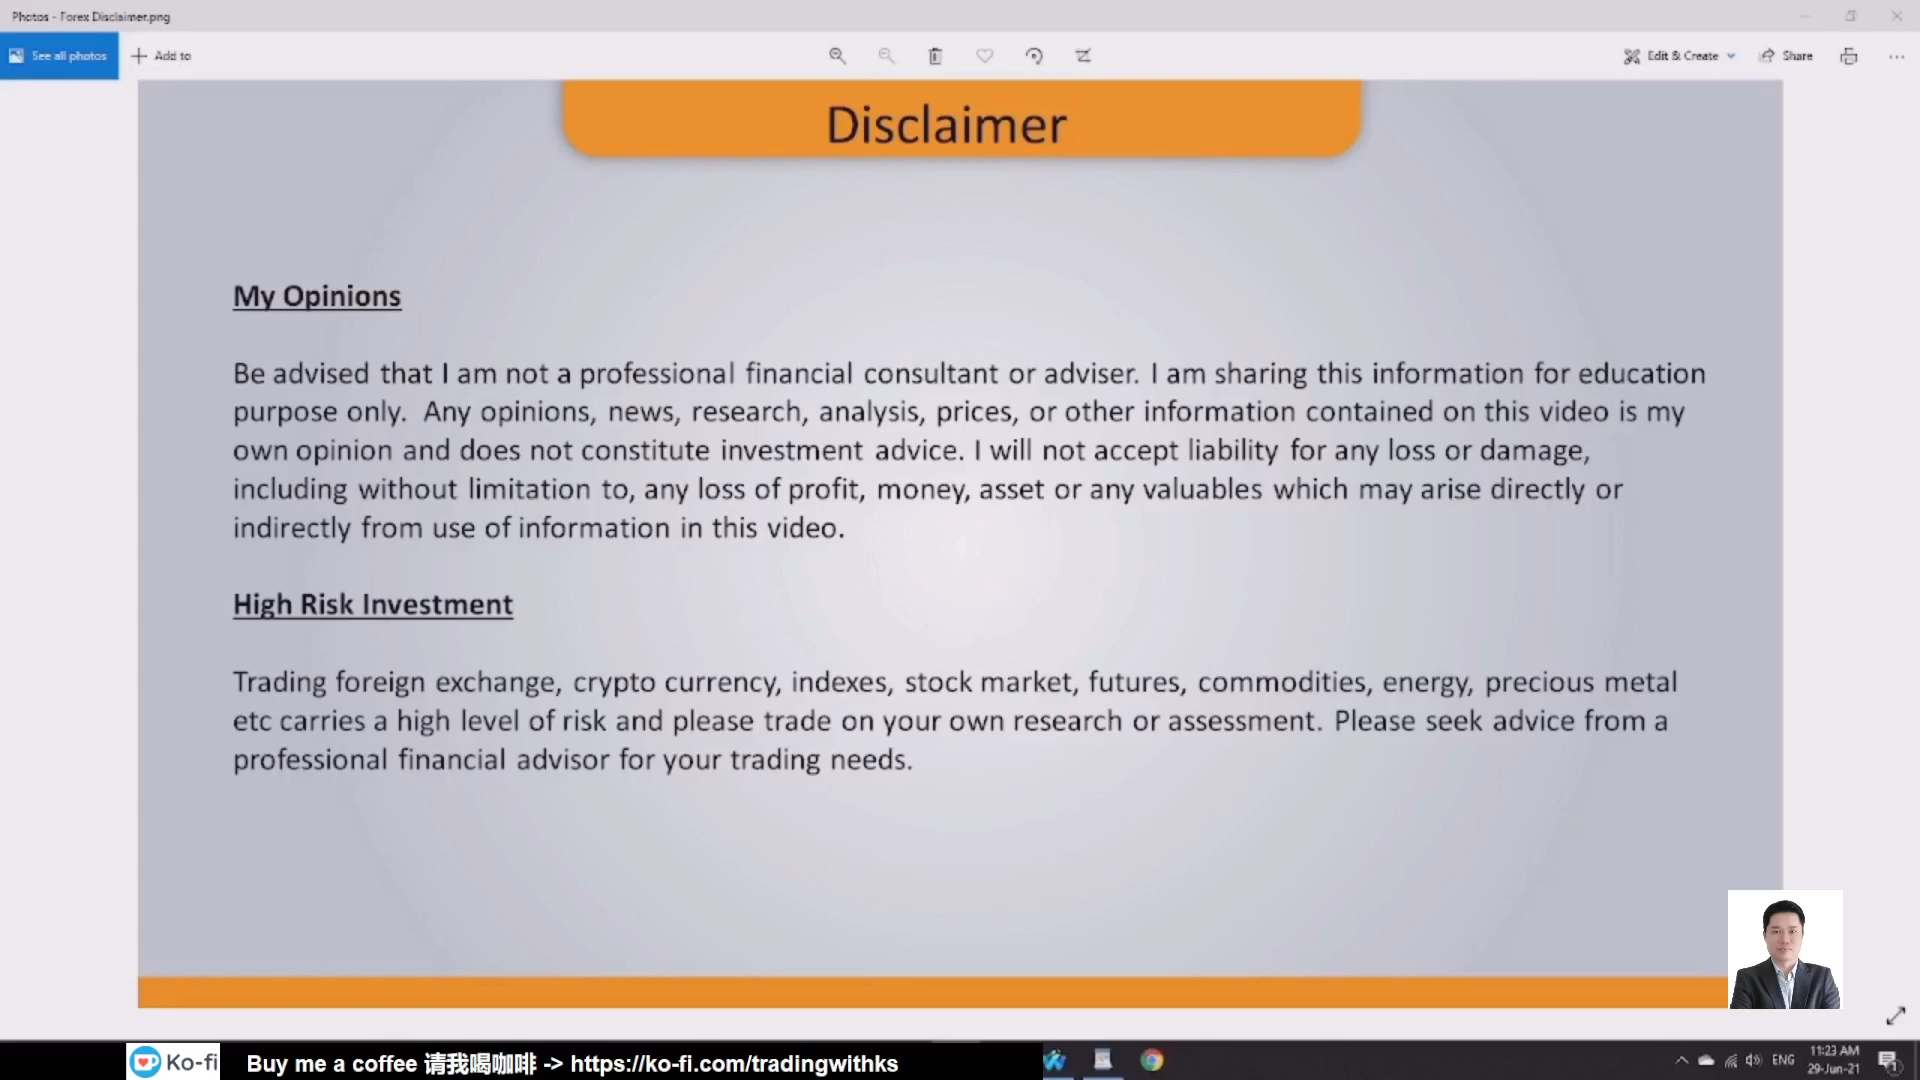 Photos - Forex Disclaimer.png
See all photos
Add to
Edit & Create
Share
Disclaimer
My Opinions
Be advised that I am not a professional financial consultant or adviser. I am sharing this information for education
purpose only. Any opinions, news, research, analysis, prices, or other information contained on this video is my
own opinion and does not constitute investment advice. I will not accept liability for any loss or damage,
including without limitation to, any loss of profit, money, asset or any valuables which may arise directly or
indirectly from use of information in this video.
High Risk Investment
Trading foreign exchange, crypto currency, indexes, stock market, futures, commodities, energy, precious metal
etc carries a high level of risk and please trade on your own research or assessment. Please seek advice from a
professional financial advisor for your trading needs.
Ko-fi
Buy me a coffee 请我喝咖啡 -> https://ko-fi.com/tradingwithks
ENG
11:23 AM
29-Jun-21
1